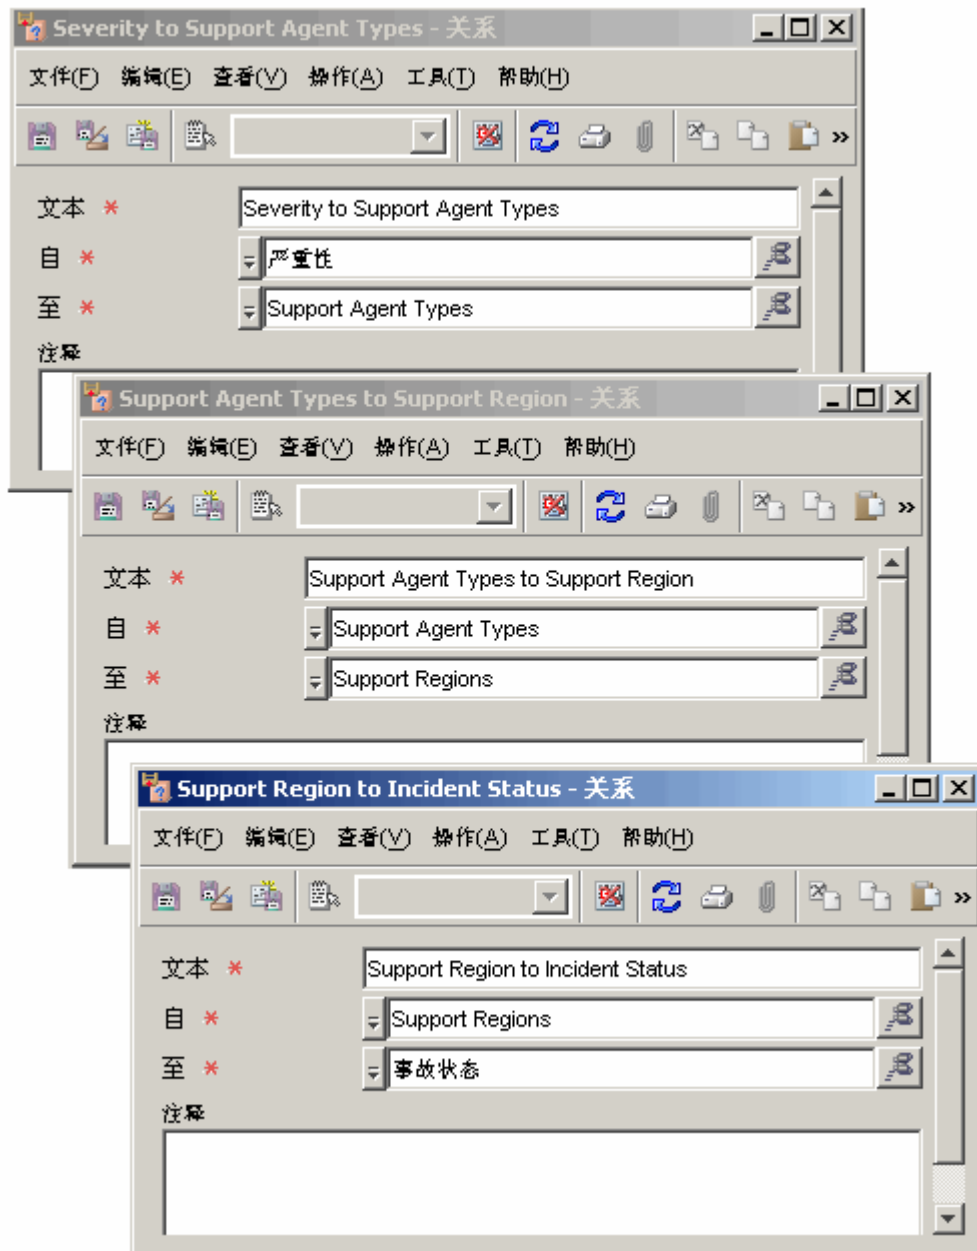 Severity to Support Agent Types - 关系
文件(F) 编辑(E) 查看(V) 操作(A) 工具(T) 帮助(H)
»
文本 *
Severity to Support Agent Types
自 *
严重性
至 *
Support Agent Types
注释
Support Agent Types to Support Region - 关系
文件(F) 编辑(E) 查看(V) 操作(A) 工具(T) 帮助(H)
»
文本 *
Support Agent Types to Support Region
自 *
Support Agent Types
至 *
Support Regions
注释
Support Region to Incident Status - 关系
文件(F) 编辑(E) 查看(V) 操作(A) 工具(T) 帮助(H)
»
文本 *
Support Region to Incident Status
自 *
Support Regions
至 *
事故状态
注释